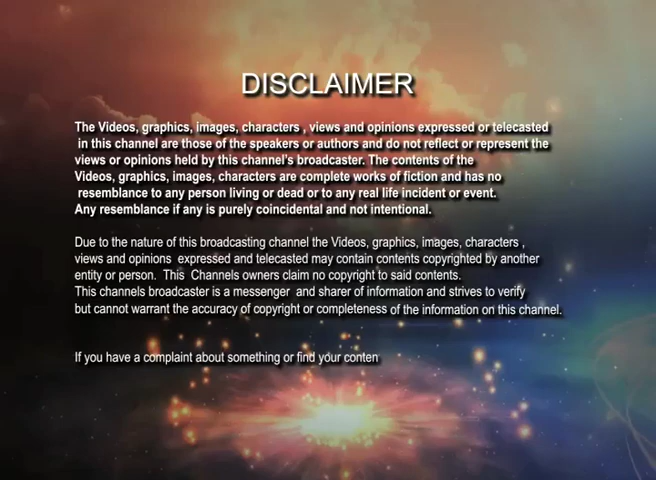 DISCLAIMER
The Videos, graphics, images, characters , views and opinions expressed or telecasted
in this channel are those of the speakers or authors and do not reflect or represent the
views or opinions held by this channel's broadcaster. The contents of the
Videos, graphics, images, characters are complete works of fiction and has no
resemblance to any person living or dead or to any real life incident or event.
Any resemblance if any is purely coincidental and not intentional.
Due to the nature of this broadcasting channel the Videos, graphics, images, characters ,
views and opinions expressed and telecasted may contain contents copyrighted by another
entity or person. This Channels owners claim no copyright to said contents.
This channels broadcaster is a messenger and sharer of information and strives to verify
but cannot warrant the accuracy of copyright or completeness of the information on this channel.
If you have a complaint about something or find your conten